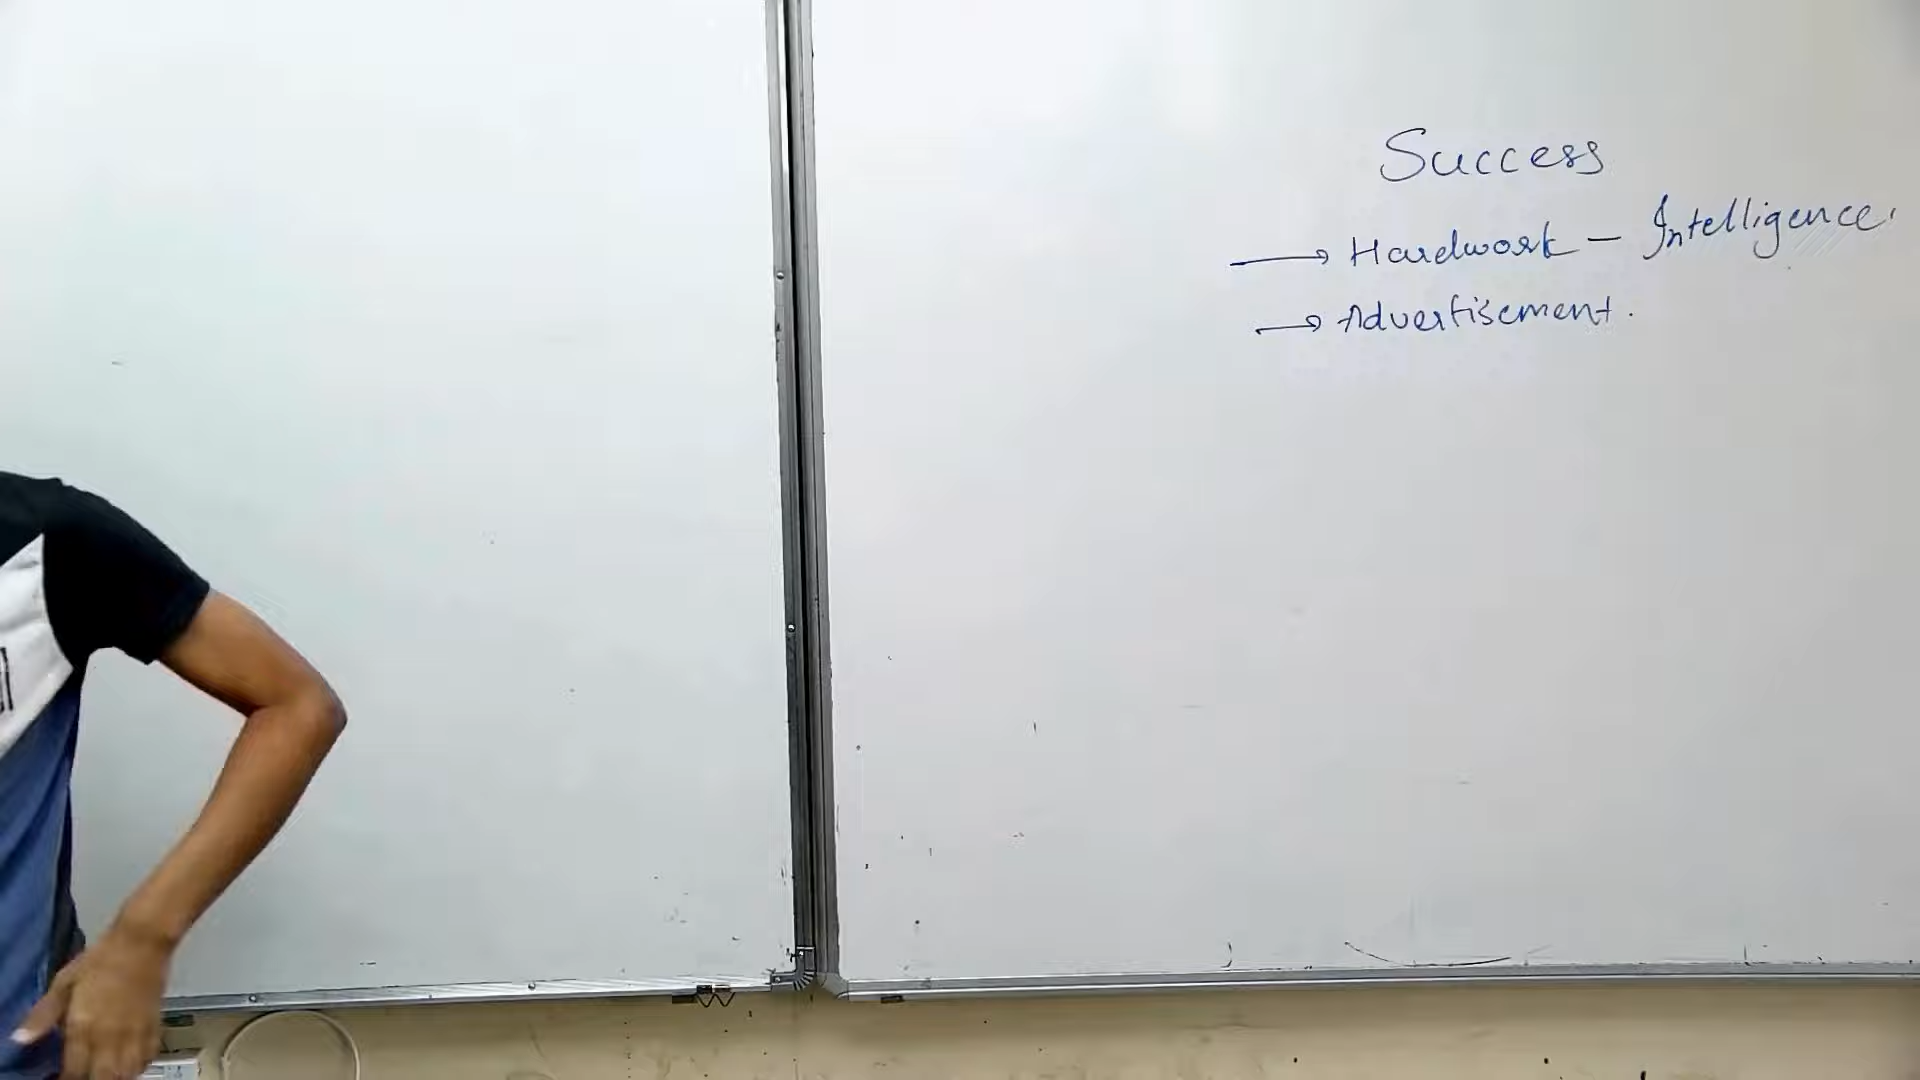 Success
→ Hardwork - Intelligence.
→ Advertisement.